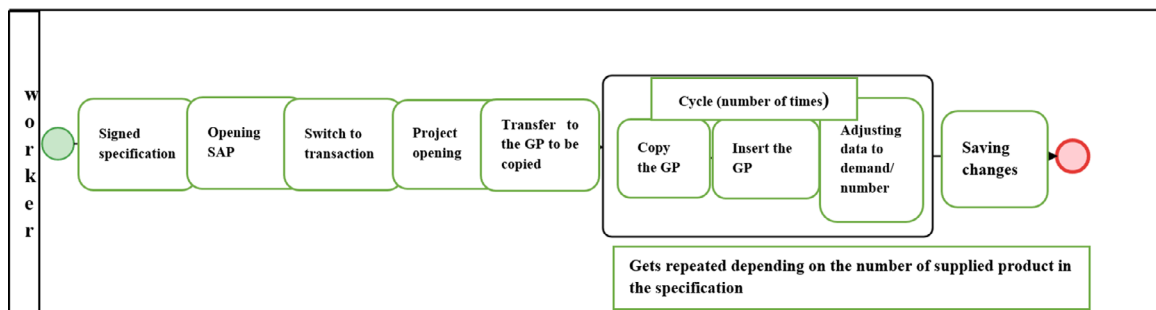 worker
Signed
specification
Opening
SAP
Switch to
transaction
Project
opening
Transfer to
the GP to be
copied
Cycle (number of times)
Copy
the GP
Insert the
GP
Adjusting
data to
demand/
number
Saving
changes
Gets repeated depending on the number of supplied product in
the specification